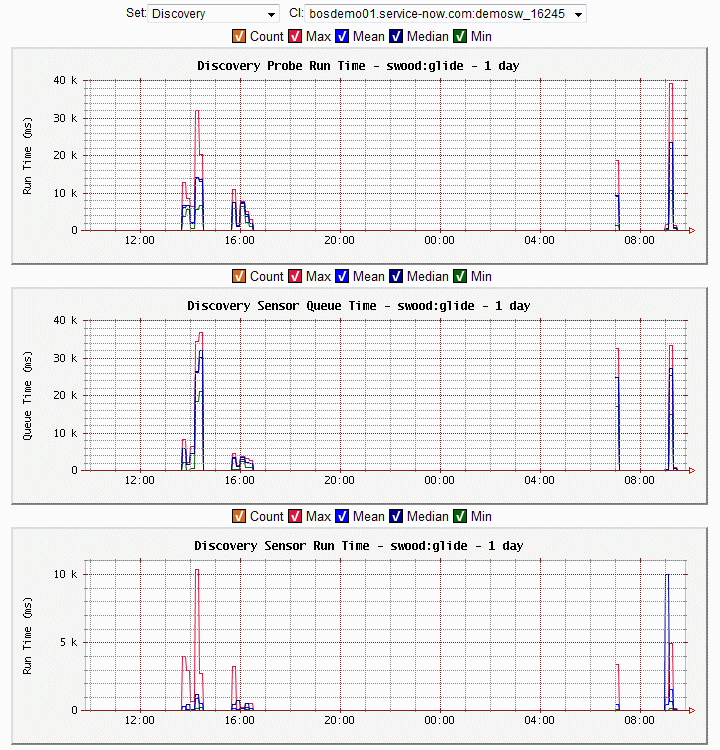 Set: Discovery CI: bosdemo01.service-now.com:demosw_16245
Count Max Mean Median Min
Discovery Probe Run Time - swood:glide - 1 day
Run Time (ms)
40 k
30 k
20 k
10 k
0
12:00 16:00 20:00 00:00 04:00 08:00
Count Max Mean Median Min
Discovery Sensor Queue Time - swood:glide - 1 day
Queue Time (ms)
40 k
30 k
20 k
10 k
0
12:00 16:00 20:00 00:00 04:00 08:00
Count Max Mean Median Min
Discovery Sensor Run Time - swood:glide - 1 day
Run Time (ms)
10 k
5 k
0
12:00 16:00 20:00 00:00 04:00 08:00